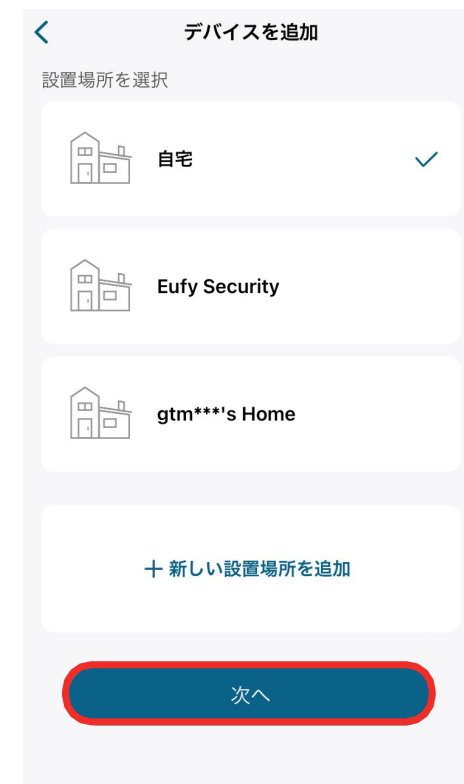 デバイスを追加
設置場所を選択
自宅
Eufy Security
gtm***'s Home
+ 新しい設置場所を追加
次へ